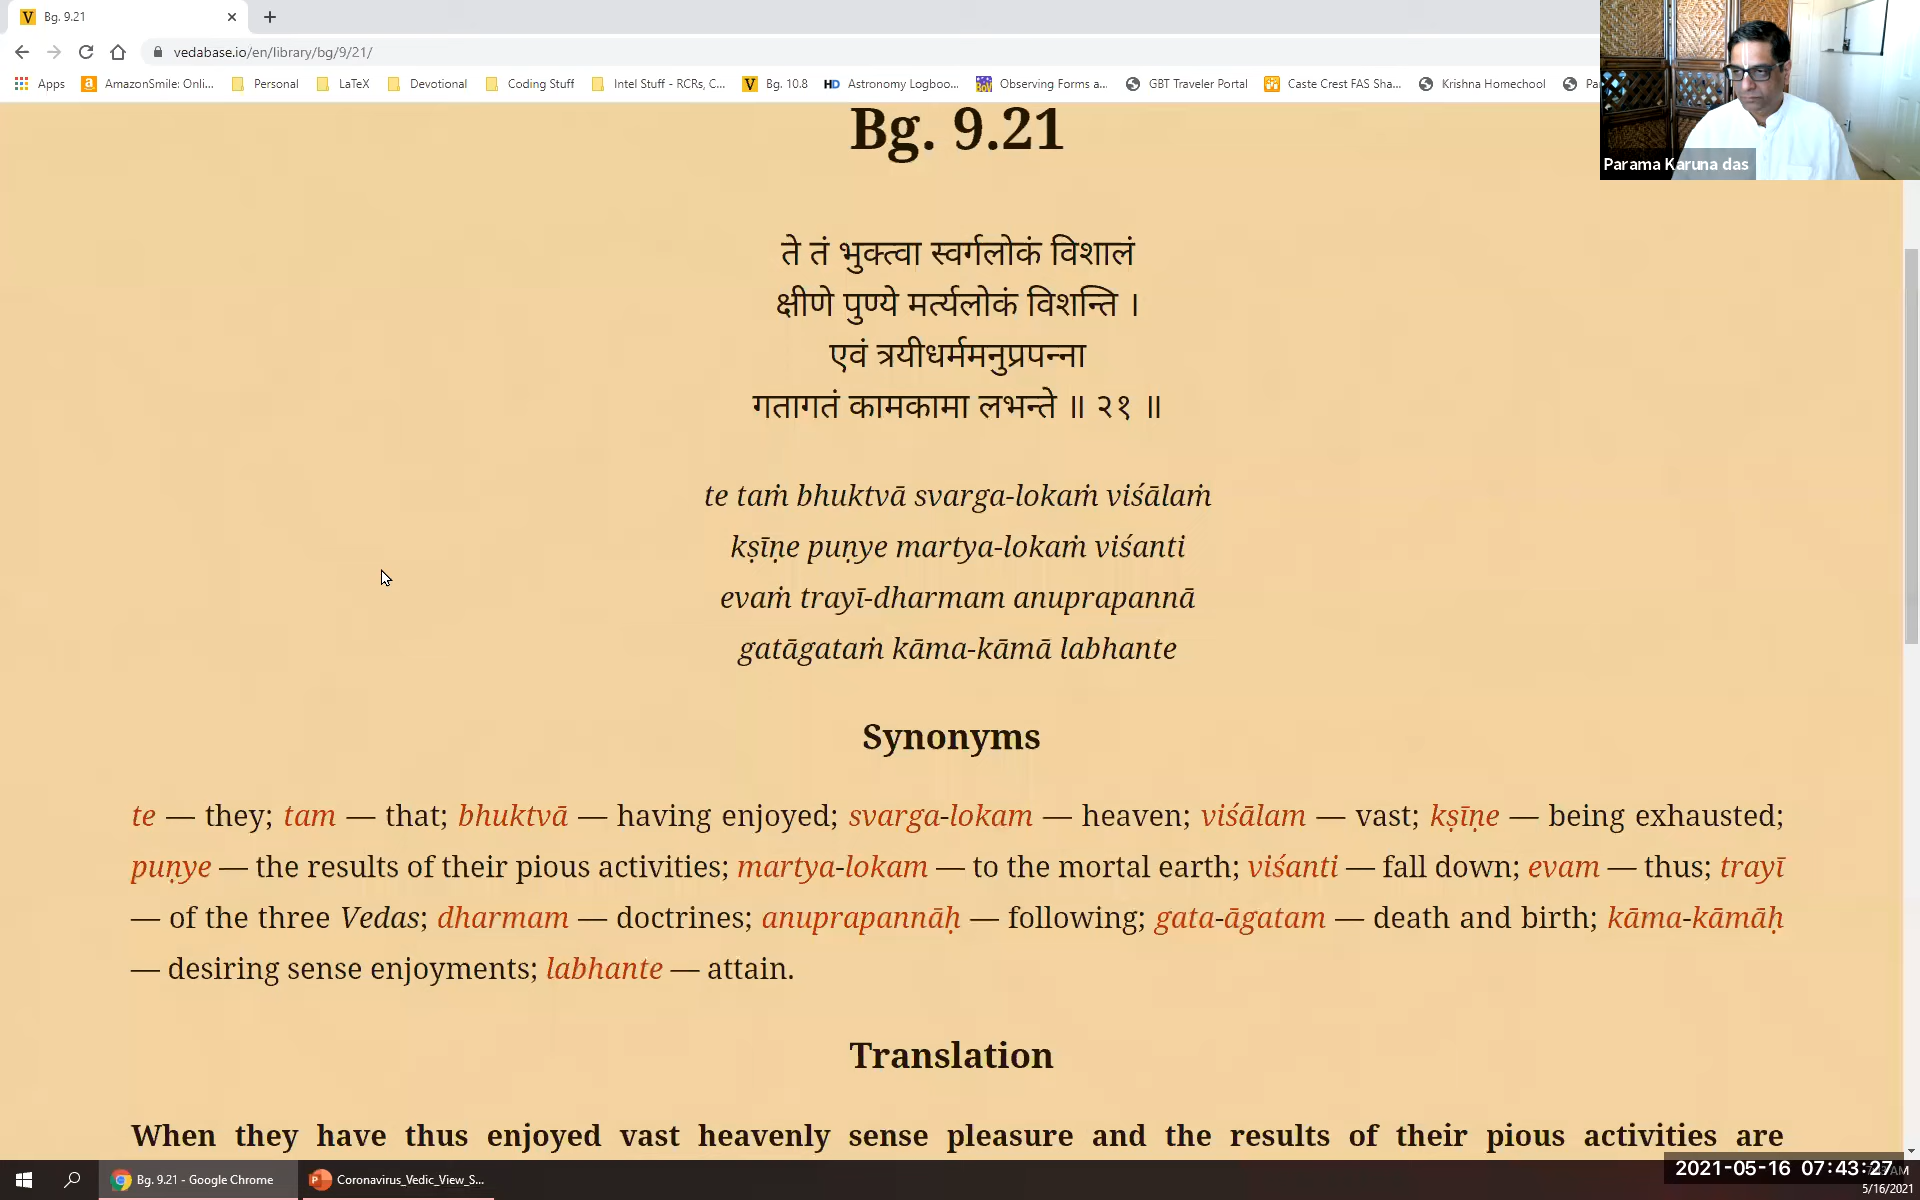 Bg. 9.21
vedabase.io/en/library/bg/9/21/
Apps AmazonSmile: Onli... Personal LaTeX Devotional Coding Stuff Intel Stuff - RCRs, C... Bg. 10.8 Astronomy Logboo... Observing Forms a... GBT Traveler Portal Caste Crest FAS Sha... Krishna Homechool Pa
Parama Karuna das
Bg. 9.21
ते तं भुक्त्वा स्वर्गलोकं विशालं
क्षीणे पुण्ये मर्त्यलोकं विशन्ति ।
एवं त्रयीधर्ममनुप्रपन्ना
गतागतं कामकामा लभन्ते ॥ २१ ॥
te taṁ bhuktvā svarga-lokaṁ viśālaṁ
kṣīṇe puṇye martya-lokaṁ viśanti
evaṁ trayī-dharmam anuprapannā
gatāgataṁ kāma-kāmā labhante
Synonyms
te — they; tam — that; bhuktvā — having enjoyed; svarga-lokam — heaven; viśālam — vast; kṣīṇe — being exhausted;
puṇye — the results of their pious activities; martya-lokam — to the mortal earth; viśanti — fall down; evam — thus; trayī
— of the three Vedas; dharmam — doctrines; anuprapannāḥ — following; gata-āgatam — death and birth; kāma-kāmāḥ
— desiring sense enjoyments; labhante — attain.
Translation
When they have thus enjoyed vast heavenly sense pleasure and the results of their pious activities are
Bg. 9.21 - Google Chrome Coronavirus_Vedic_View_S...
2021-05-16 07:43:27 AM
5/16/2021